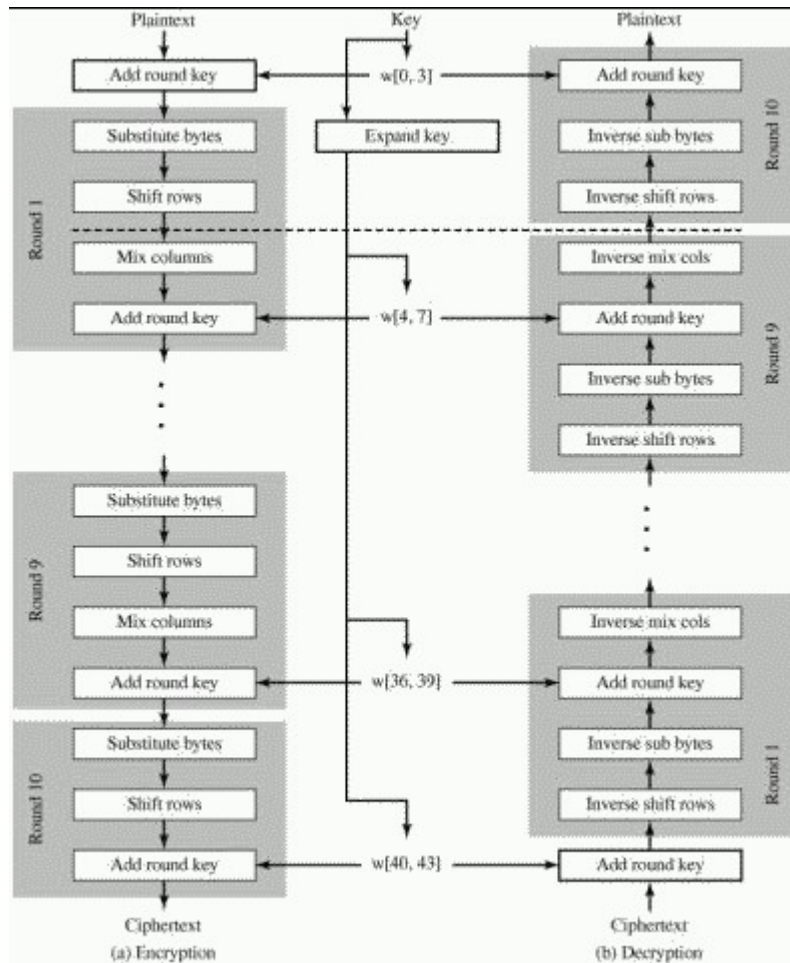 Plaintext
Key
Plaintext
Add round key
w[0, 3]
Add round key
Substitute bytes
Expand key
Inverse sub bytes
Round 10
Shift rows
Inverse shift rows
Round 1
Mix columns
Inverse mix cols
Add round key
w[4, 7]
Add round key
Round 9
Inverse sub bytes
Inverse shift rows
Substitute bytes
Shift rows
Round 9
Mix columns
Inverse mix cols
Add round key
w[36, 39]
Add round key
Substitute bytes
Inverse sub bytes
Round 1
Shift rows
Inverse shift rows
Round 10
Add round key
w[40, 43]
Add round key
Ciphertext
Ciphertext
(a) Encryption
(b) Decryption